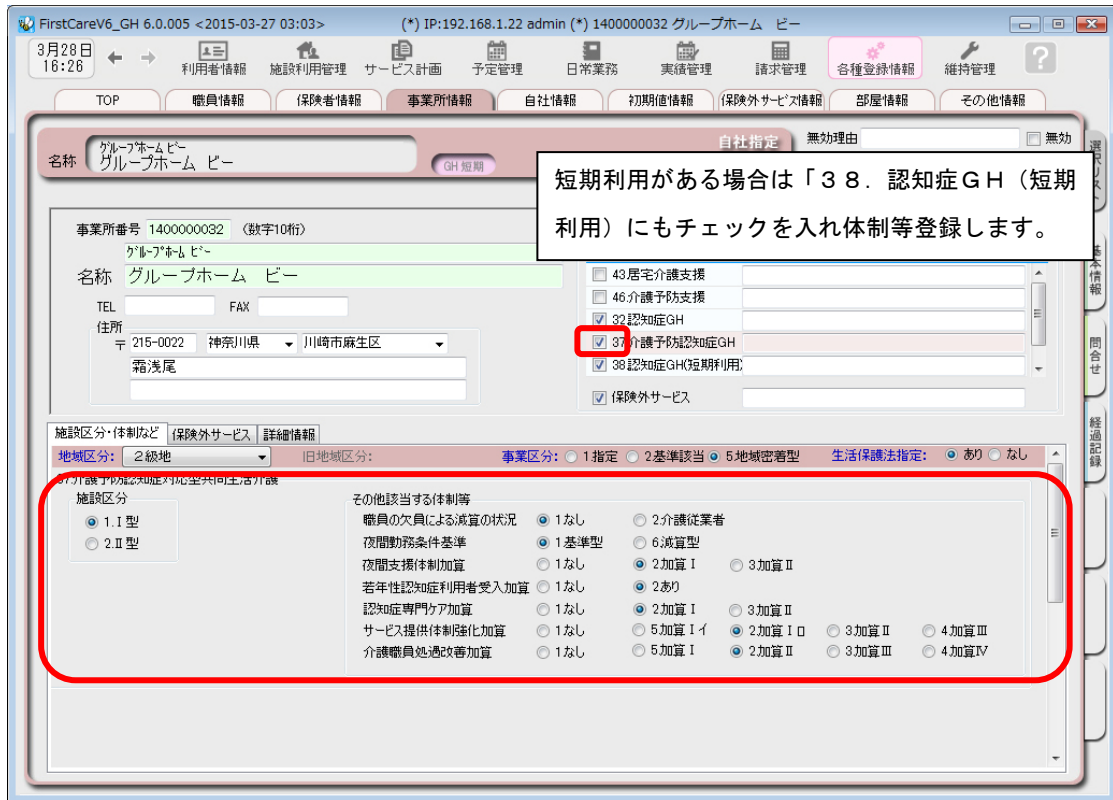 FirstCareV6_GH 6.0.005 <2015-03-27 03:03> (*) IP:192.168.1.22 admin (*) 1400000032 グループホーム ビー
3月28日
16:26
利用者情報 施設利用管理 サービス計画 予定管理 日常業務 実績管理 請求管理 各種登録情報 維持管理 ?
TOP 職員情報 保険者情報 事業所情報 自社情報 初期値情報 保険外サービス情報 部屋情報 その他情報
自社指定 無効理由 無効
名称 グループホームビー
グループホーム ビー
GH短期
短期利用がある場合は「38．認知症GH（短期
利用）にもチェックを入れ体制等登録します。
選択リスト
事業所番号 1400000032 (数字10桁)
グループホーム ビー
名称 グループホーム ビー
TEL FAX
住所
〒 215-0022 神奈川県 川崎市麻生区
霜浅尾
43居宅介護支援
46介護予防支援
32認知症GH
37介護予防認知症GH
38認知症GH(短期利用)
保険外サービス
基本情報
問合せ
経過記録
施設区分・体制など 保険外サービス 詳細情報
地域区分: 2級地 旧地域区分: 事業区分: 1指定 2基準該当 5地域密着型 生活保護法指定: あり なし
37.介護予防認知症対応型共同生活介護
施設区分
1.Ⅰ型
2.Ⅱ型
その他該当する体制等
職員の欠員による減算の状況 1なし 2介護従業者
夜間勤務条件基準 1基準型 6減算型
夜間支援体制加算 1なし 2加算Ⅰ 3加算Ⅱ
若年性認知症利用者受入加算 1なし 2あり
認知症専門ケア加算 1なし 2加算Ⅰ 3加算Ⅱ
サービス提供体制強化加算 1なし 5加算Ⅰイ 2加算Ⅰロ 3加算Ⅱ 4加算Ⅲ
介護職員処遇改善加算 1なし 5加算Ⅰ 2加算Ⅱ 3加算Ⅲ 4加算Ⅳ